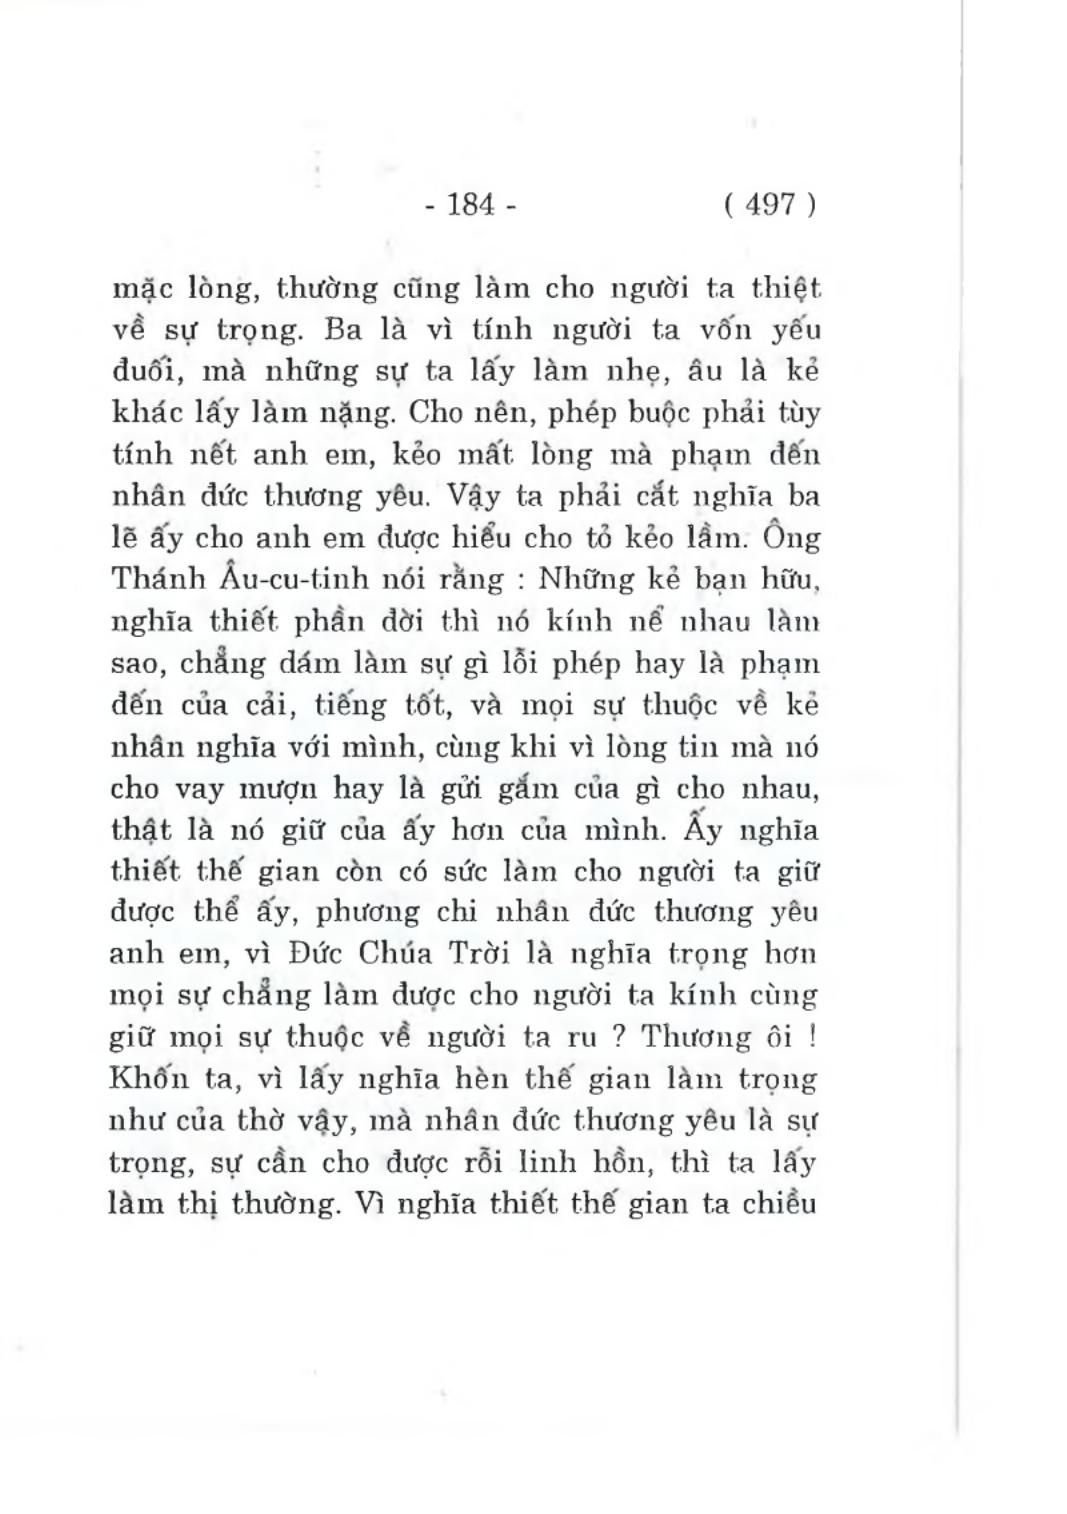 - 184 - ( 497 )
mặc lòng, thường cũng làm cho người ta thiệt
về sự trọng. Ba là vì tính người ta vốn yếu
đuối, mà những sự ta lấy làm nhẹ, âu là kẻ
khác lấy làm nặng. Cho nên, phép buộc phải tùy
tính nết anh em, kẻo mất lòng mà phạm đến
nhân đức thương yêu. Vậy ta phải cắt nghĩa ba
lẽ ấy cho anh em được hiểu cho tỏ kẻo lầm. Ông
Thánh Âu-cu-tinh nói rằng : Những kẻ bạn hữu,
nghĩa thiết phần đời thì nó kính nể nhau làm
sao, chẳng dám làm sự gì lỗi phép hay là phạm
đến của cải, tiếng tốt, và mọi sự thuộc về kẻ
nhân nghĩa với mình, cùng khi vì lòng tin mà nó
cho vay mượn hay là gửi gắm của gì cho nhau,
thật là nó giữ của ấy hơn của mình. Ấy nghĩa
thiết thế gian còn có sức làm cho người ta giữ
được thể ấy, phương chi nhân đức thương yêu
anh em, vì Đức Chúa Trời là nghĩa trọng hơn
mọi sự chẳng làm được cho người ta kính cùng
giữ mọi sự thuộc về người ta ru ? Thương ôi !
Khốn ta, vì lấy nghĩa hèn thế gian làm trọng
như của thờ vậy, mà nhân đức thương yêu là sự
trọng, sự cần cho được rỗi linh hồn, thì ta lấy
làm thị thường. Vì nghĩa thiết thế gian ta chiều